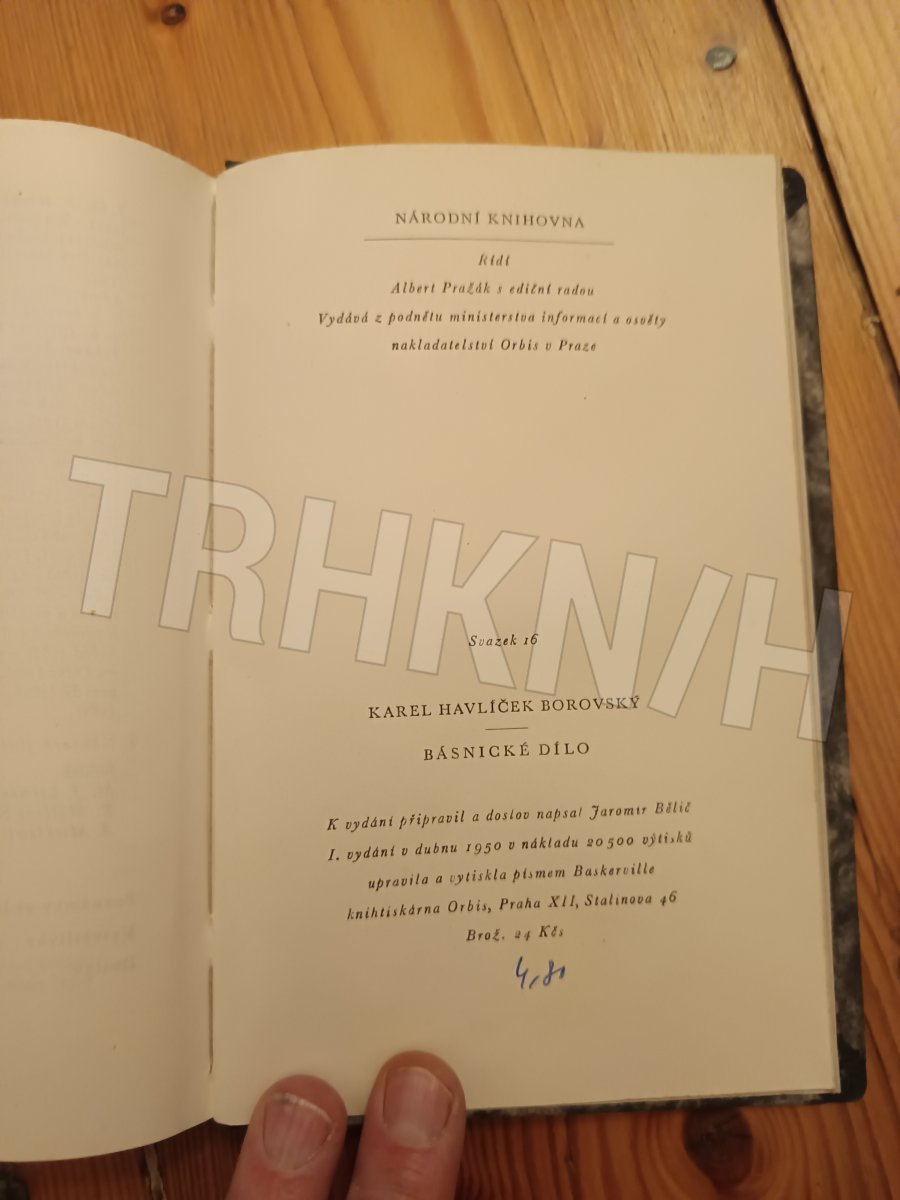 NÁRODNÍ KNIHOVNA
Řídí
Albert Pražák s ediční radou
Vydává z podnětu ministerstva informací a osvěty
nakladatelství Orbis v Praze
TRHKNIH
Svazek 16
KAREL HAVLÍČEK BOROVSKÝ
BÁSNICKÉ DÍLO
K vydání připravil a doslov napsal Jaromír Bělič
I. vydání v dubnu 1950 v nákladu 20 500 výtisků
upravila a vytiskla písmem Baskerville
knihtiskárna Orbis, Praha XII, Stalinova 46
Brož. 24 Kčs
4,80